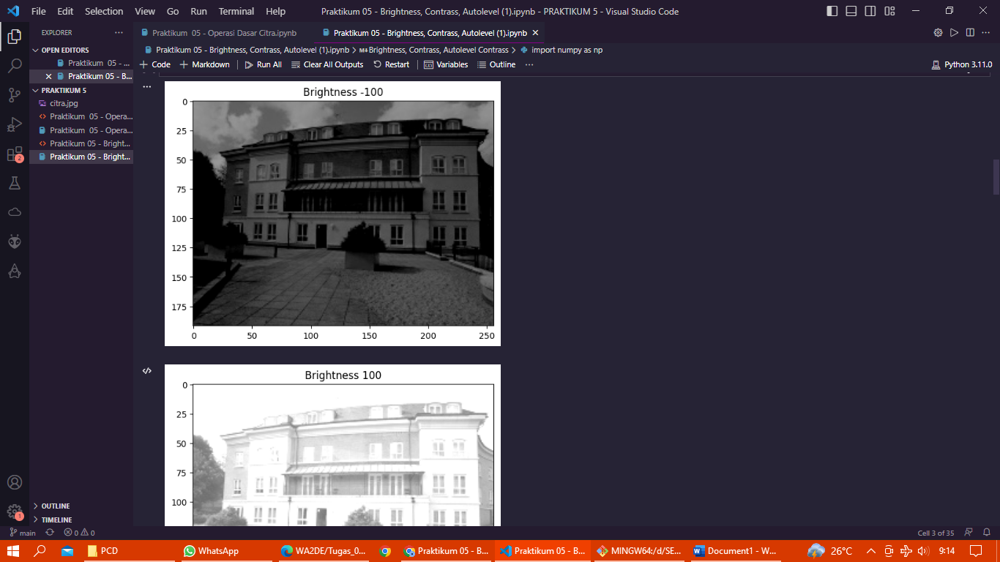 File Edit Selection View Go Run Terminal Help
Praktikum 05 - Brightness, Contrass, Autolevel (1).ipynb - PRAKTIKUM 5 - Visual Studio Code
EXPLORER
Praktikum 05 - Operasi Dasar Citra.ipynb
Praktikum 05 - Brightness, Contrass, Autolevel (1).ipynb
OPEN EDITORS
Praktikum 05 - ...
Praktikum 05 - B...
PRAKTIKUM 5
citra.jpg
Praktikum 05 - Opera...
Praktikum 05 - Opera...
Praktikum 05 - Bright...
Praktikum 05 - Bright...
OUTLINE
TIMELINE
Praktikum 05 - Brightness, Contrass, Autolevel (1).ipynb > M↓Brightness, Contrass, Autolevel Contrass > import numpy as np
+ Code + Markdown Run All Clear All Outputs Restart Variables Outline ...
Python 3.11.0
Brightness -100
0
25
50
75
100
125
150
175
0 50 100 150 200 250
Brightness 100
0
25
50
75
100
2
1
main 0 0
Cell 3 of 35
PCD
WhatsApp
WA2DE/Tugas_0...
Praktikum 05 - B...
Praktikum 05 - B...
MINGW64:/d/SE...
Document1 - W...
26°C
9:14